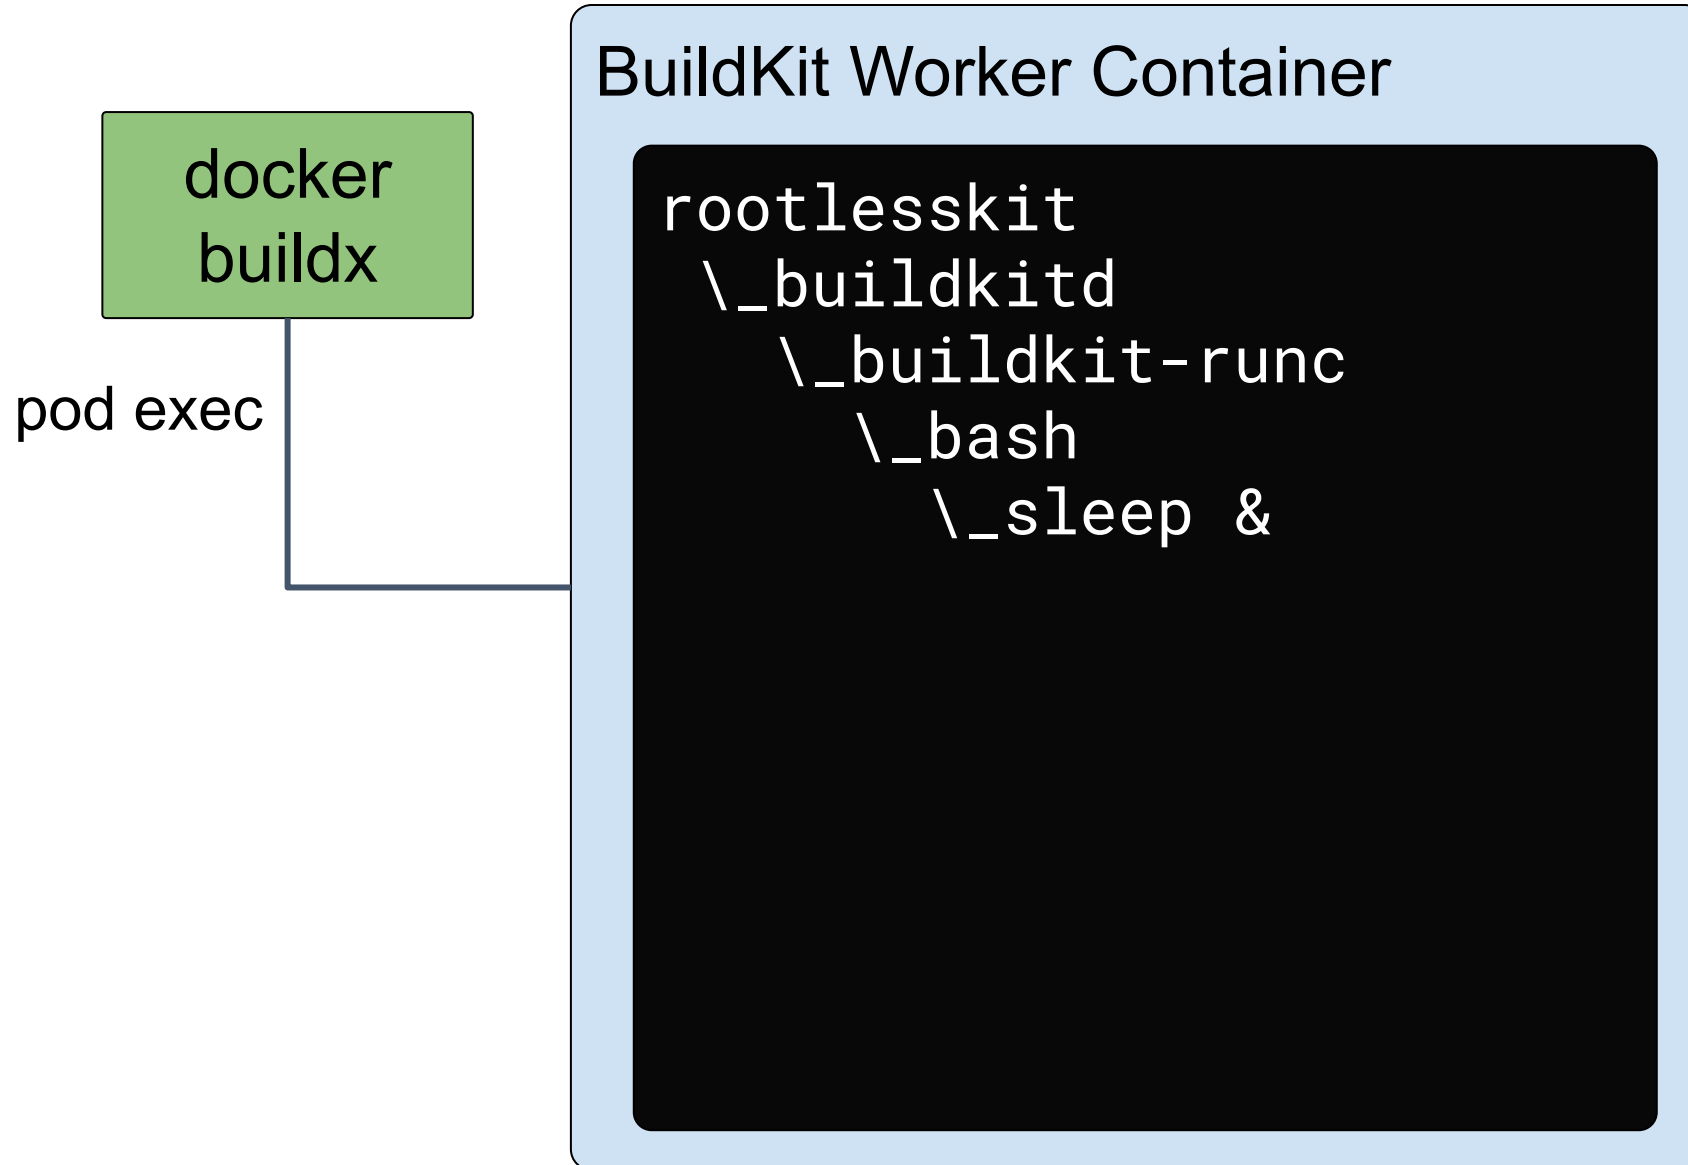 BuildKit Worker Container
docker
buildx
pod exec
rootlesskit
 \_buildkitd
   \_buildkit-runc
     \_bash
       \_sleep &